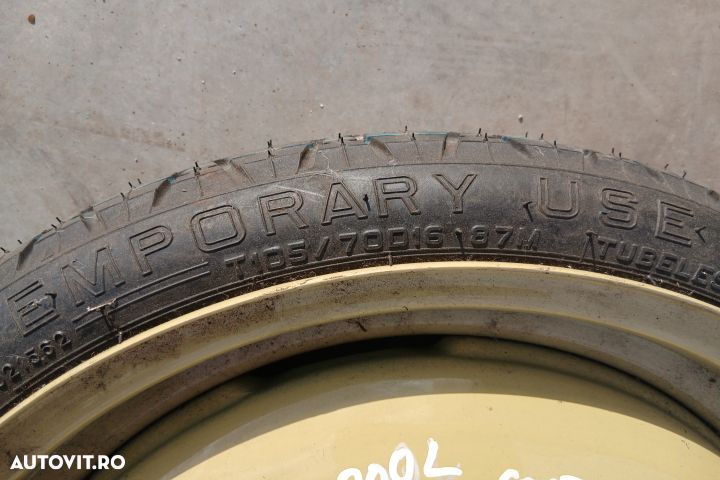 EMPORARY USE
T105/70D16 87M TUBELES
AUTOVIT.RO